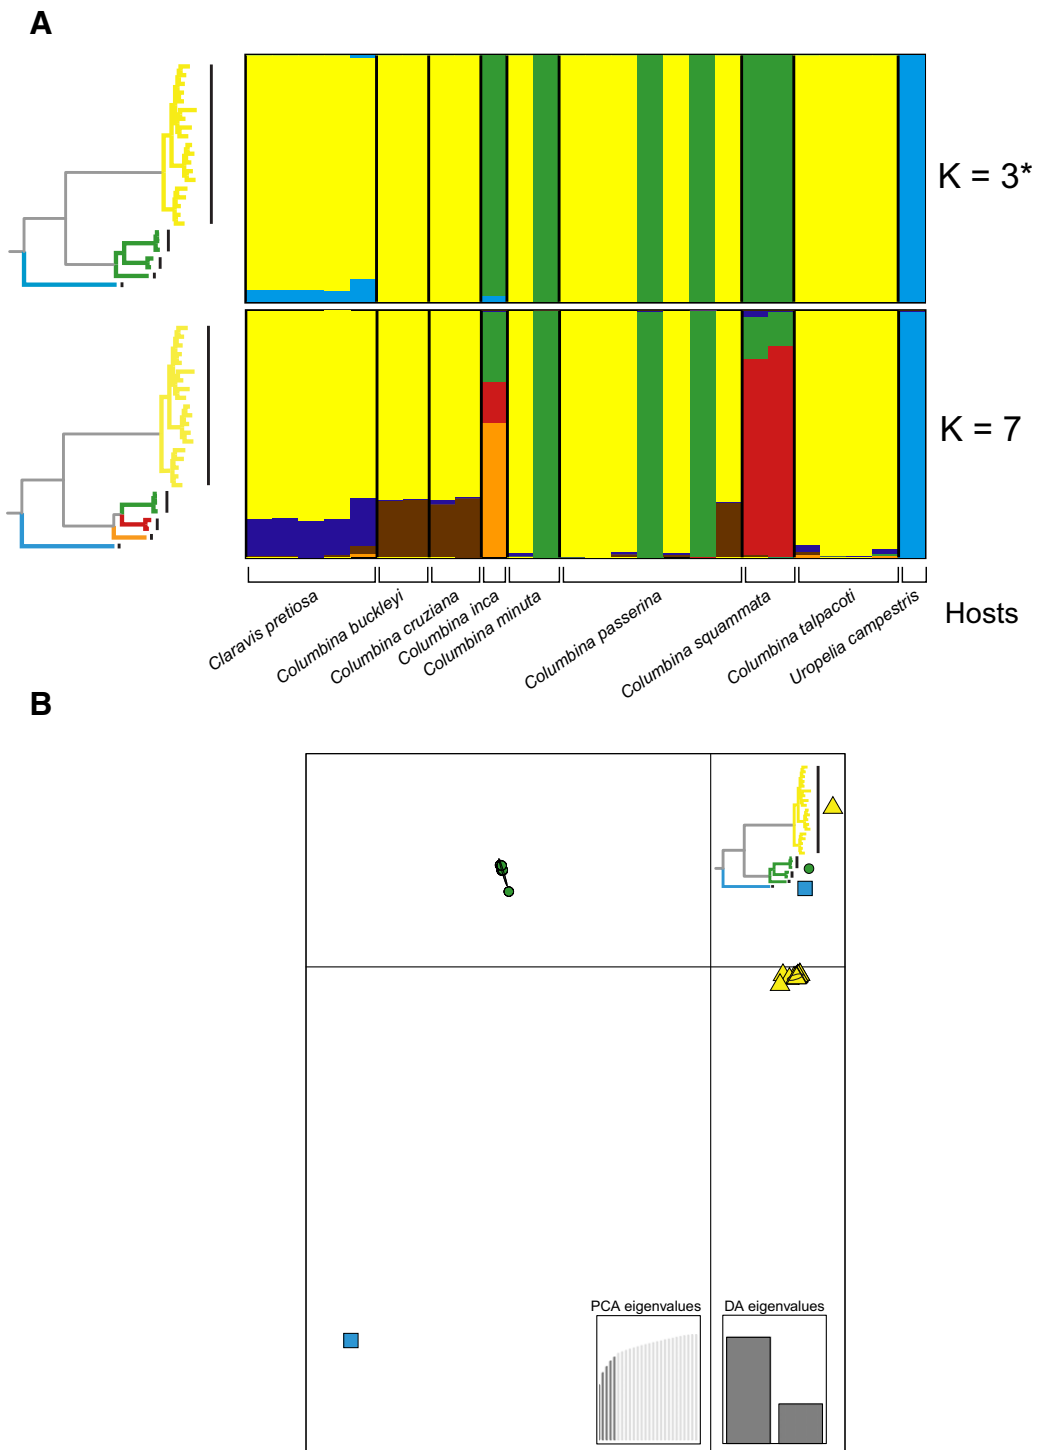 A
K = 3*
K = 7
Hosts
Claravis pretiosa
Columbina buckleyi
Columbina cruziana
Columbina inca
Columbina minuta
Columbina passerina
Columbina squammata
Columbina talpacoti
Uropelia campestris
B
PCA eigenvalues
DA eigenvalues